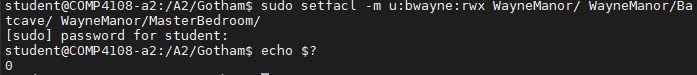 student@COMP4108-a2:/A2/Gotham$ sudo setfacl -m u:bwayne:rwx WayneManor/ WayneManor/Ba
tcave/ WayneManor/MasterBedroom/
[sudo] password for student:
student@COMP4108-a2:/A2/Gotham$ echo $?
0